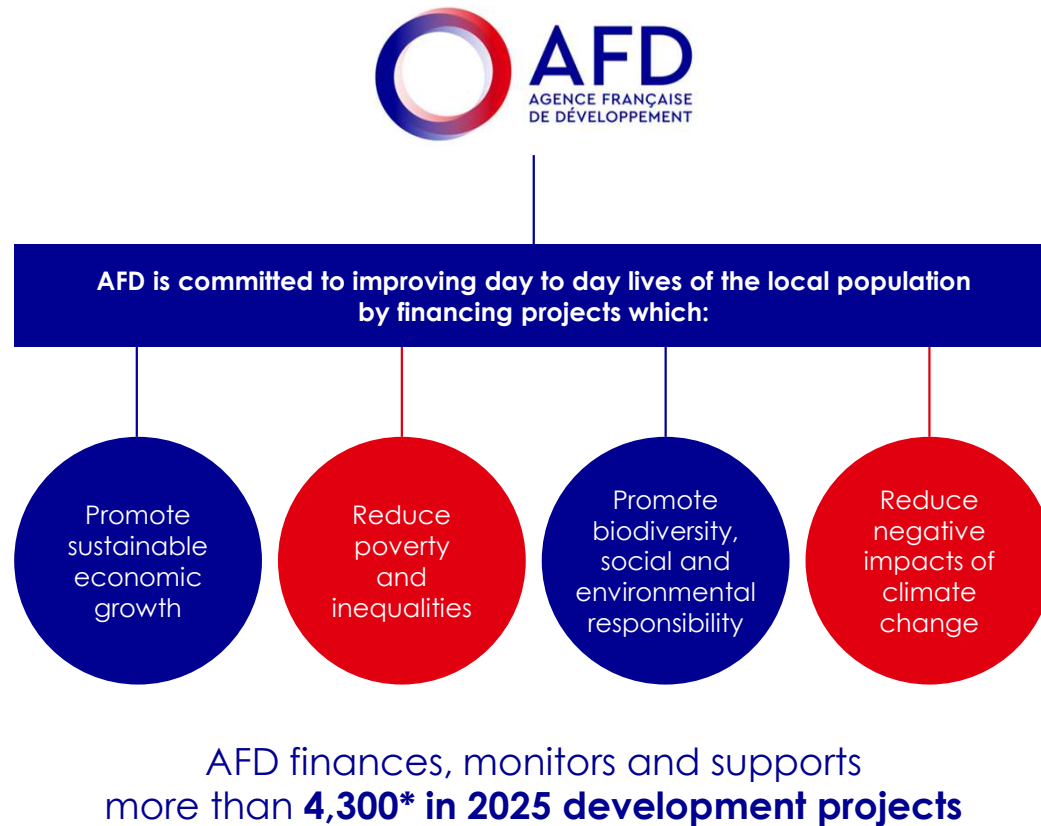 AFD
AGENCE FRANÇAISE
DE DÉVELOPPEMENT
AFD is committed to improving day to day lives of the local population
by financing projects which:
Promote
sustainable
economic
growth
Reduce
poverty
and
inequalities
Promote
biodiversity,
social and
environmental
responsibility
Reduce
negative
impacts of
climate
change
AFD finances, monitors and supports
more than 4,300* in 2025 development projects